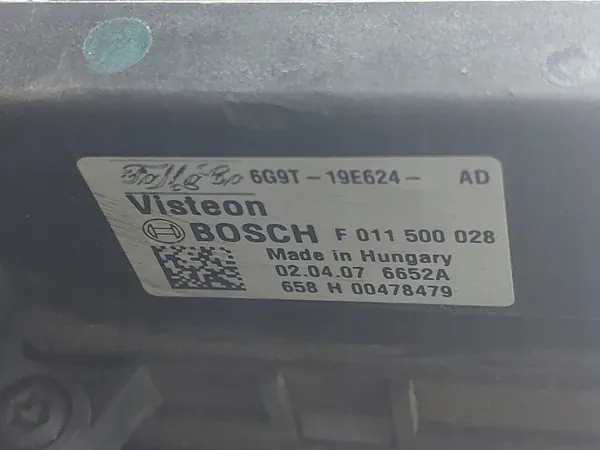 6G9T - 19E624 - AD
Visteon
BOSCH F 011 500 028
Made in Hungary
02.04.07 6652A
658 H 00478479